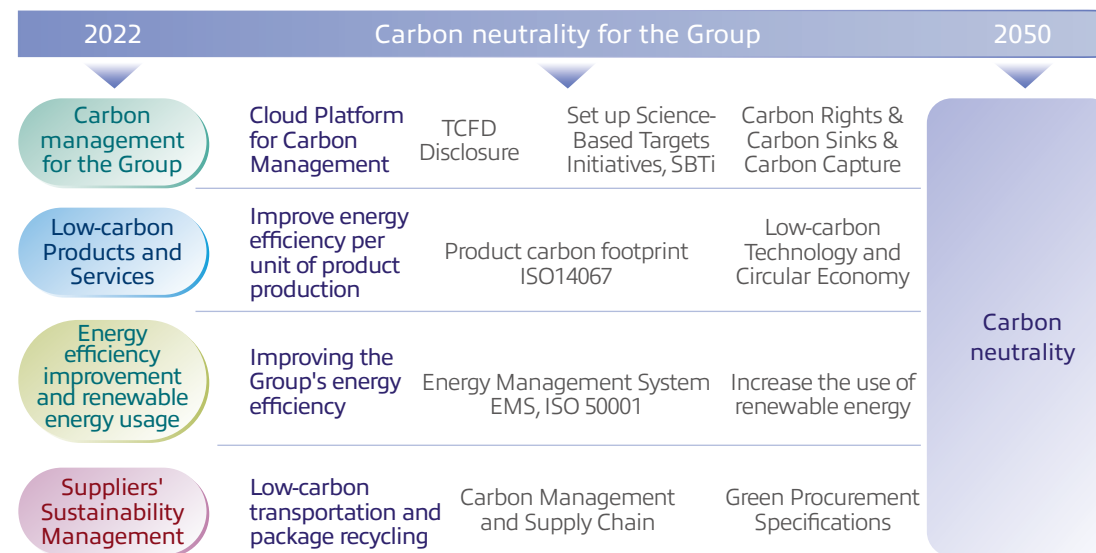 2022
Carbon neutrality for the Group
2050
Carbon
management
for the Group
Cloud Platform
for Carbon
Management
TCFD
Disclosure
Set up Science-
Based Targets
Initiatives, SBTi
Carbon Rights &
Carbon Sinks &
Carbon Capture
Low-carbon
Products and
Services
Improve energy
efficiency per
unit of product
production
Product carbon footprint
ISO14067
Low-carbon
Technology and
Circular Economy
Energy
efficiency
improvement
and renewable
energy usage
Improving the
Group's energy
efficiency
Energy Management System
EMS, ISO 50001
Increase the use of
renewable energy
Suppliers'
Sustainability
Management
Low-carbon
transportation and
package recycling
Carbon Management
and Supply Chain
Green Procurement
Specifications
Carbon
neutrality